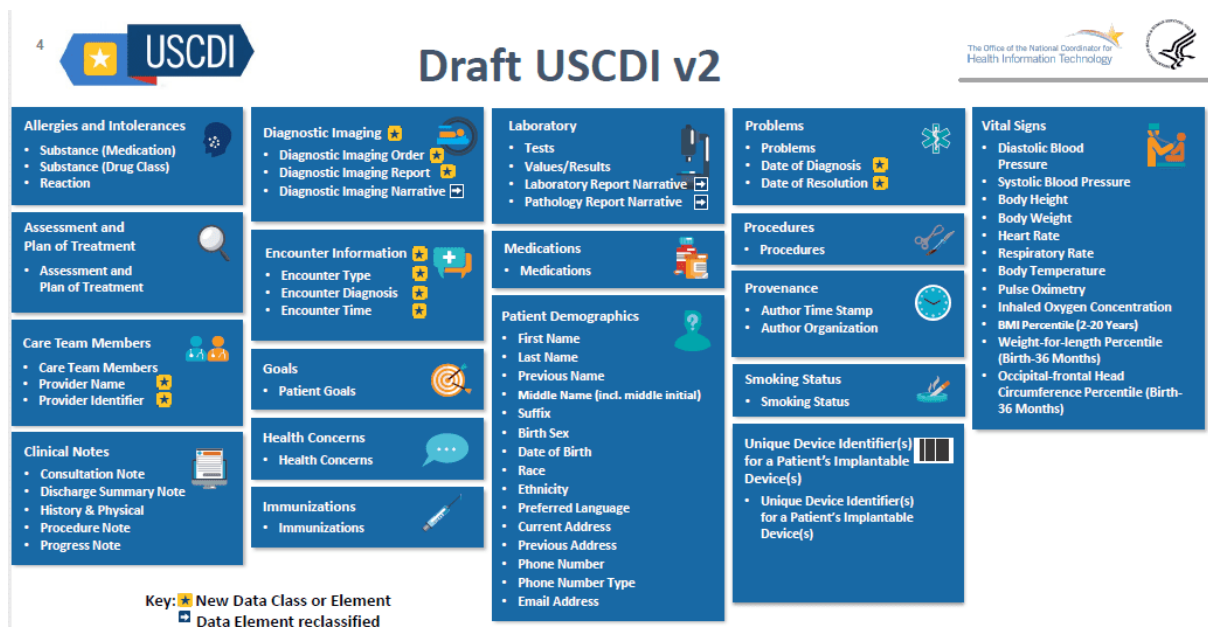 4
USCDI
Draft USCDI v2
The Office of the National Coordinator for
Health Information Technology
Allergies and Intolerances
• Substance (Medication)
• Substance (Drug Class)
• Reaction
Assessment and
Plan of Treatment
• Assessment and
Plan of Treatment
Care Team Members
• Care Team Members
• Provider Name
• Provider Identifier
Clinical Notes
• Consultation Note
• Discharge Summary Note
• History & Physical
• Procedure Note
• Progress Note
Diagnostic Imaging
• Diagnostic Imaging Order
• Diagnostic Imaging Report
• Diagnostic Imaging Narrative
Encounter Information
• Encounter Type
• Encounter Diagnosis
• Encounter Time
Goals
• Patient Goals
Health Concerns
• Health Concerns
Immunizations
• Immunizations
Laboratory
• Tests
• Values/Results
• Laboratory Report Narrative
• Pathology Report Narrative
Medications
• Medications
Patient Demographics
• First Name
• Last Name
• Previous Name
• Middle Name (incl. middle initial)
• Suffix
• Birth Sex
• Date of Birth
• Race
• Ethnicity
• Preferred Language
• Current Address
• Previous Address
• Phone Number
• Phone Number Type
• Email Address
Problems
• Problems
• Date of Diagnosis
• Date of Resolution
Procedures
• Procedures
Provenance
• Author Time Stamp
• Author Organization
Smoking Status
• Smoking Status
Unique Device Identifier(s)
for a Patient's Implantable
Device(s)
• Unique Device Identifier(s)
for a Patient's Implantable
Device(s)
Vital Signs
• Diastolic Blood
Pressure
• Systolic Blood Pressure
• Body Height
• Body Weight
• Heart Rate
• Respiratory Rate
• Body Temperature
• Pulse Oximetry
• Inhaled Oxygen Concentration
• BMI Percentile (2-20 Years)
• Weight-for-length Percentile
(Birth-36 Months)
• Occipital-frontal Head
Circumference Percentile (Birth-
36 Months)
Key: New Data Class or Element
Data Element reclassified